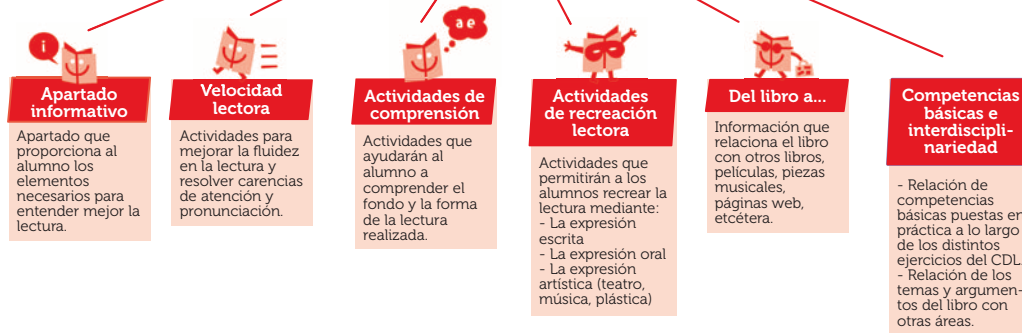 i
a e
Apartado
informativo
Apartado que
proporciona al
alumno los
elementos
necesarios para
entender mejor la
lectura.
Velocidad
lectora
Actividades para
mejorar la fluidez
en la lectura y
resolver carencias
de atención y
pronunciación.
Actividades de
comprensión
Actividades que
ayudarán al
alumno a
comprender el
fondo y la forma
de la lectura
realizada.
Actividades
de recreación
lectora
Actividades que
permitirán a los
alumnos recrear la
lectura mediante:
- La expresión
escrita
- La expresión oral
- La expresión
artística (teatro,
música, plástica)
Del libro a...
Información que
relaciona el libro
con otros libros,
películas, piezas
musicales,
páginas web,
etcétera.
Competencias
básicas e
interdiscipli-
nariedad
- Relación de
competencias
básicas puestas en
práctica a lo largo
de los distintos
ejercicios del CDL.
- Relación de los
temas y argumen-
tos del libro con
otras áreas.